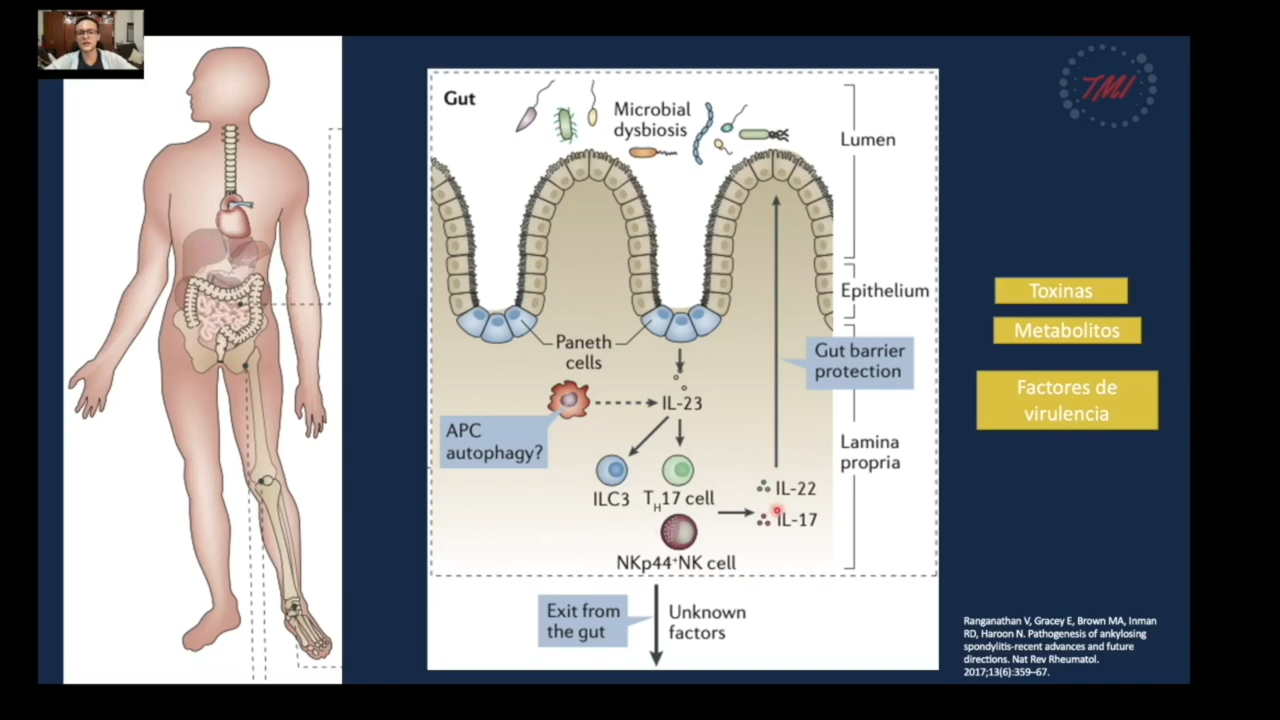 TMI
Gut
Microbial
dysbiosis
Lumen
Epithelium
Paneth
cells
Gut barrier
protection
IL-23
APC
autophagy?
Lamina
propria
ILC3
TH17 cell
IL-22
IL-17
NKp44+NK cell
Exit from
the gut
Unknown
factors
Toxinas
Metabolitos
Factores de
virulencia
Ranganathan V, Gracey E, Brown MA, Inman
RD, Haroon N. Pathogenesis of ankylosing
spondylitis-recent advances and future
directions. Nat Rev Rheumatol.
2017;13(6):359–67.